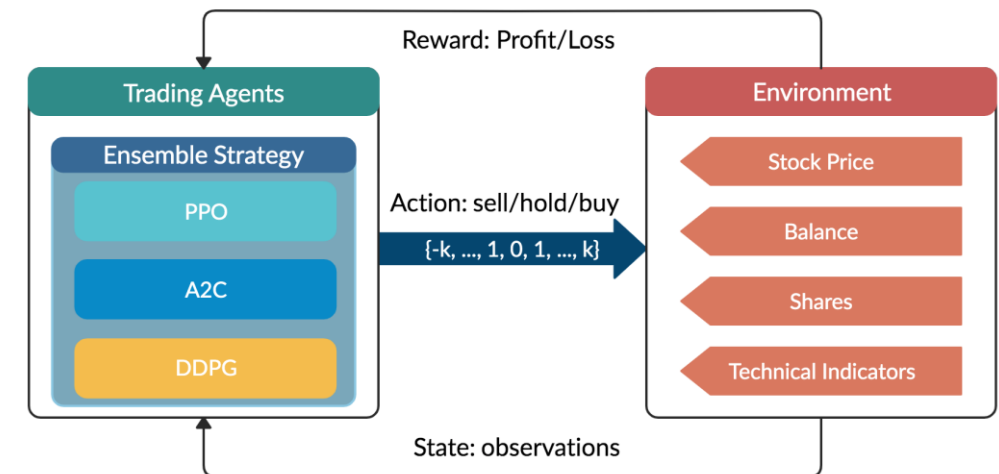 Reward: Profit/Loss
Trading Agents
Environment
Ensemble Strategy
PPO
A2C
DDPG
Action: sell/hold/buy
{-k, ..., 1, 0, 1, ..., k}
Stock Price
Balance
Shares
Technical Indicators
State: observations